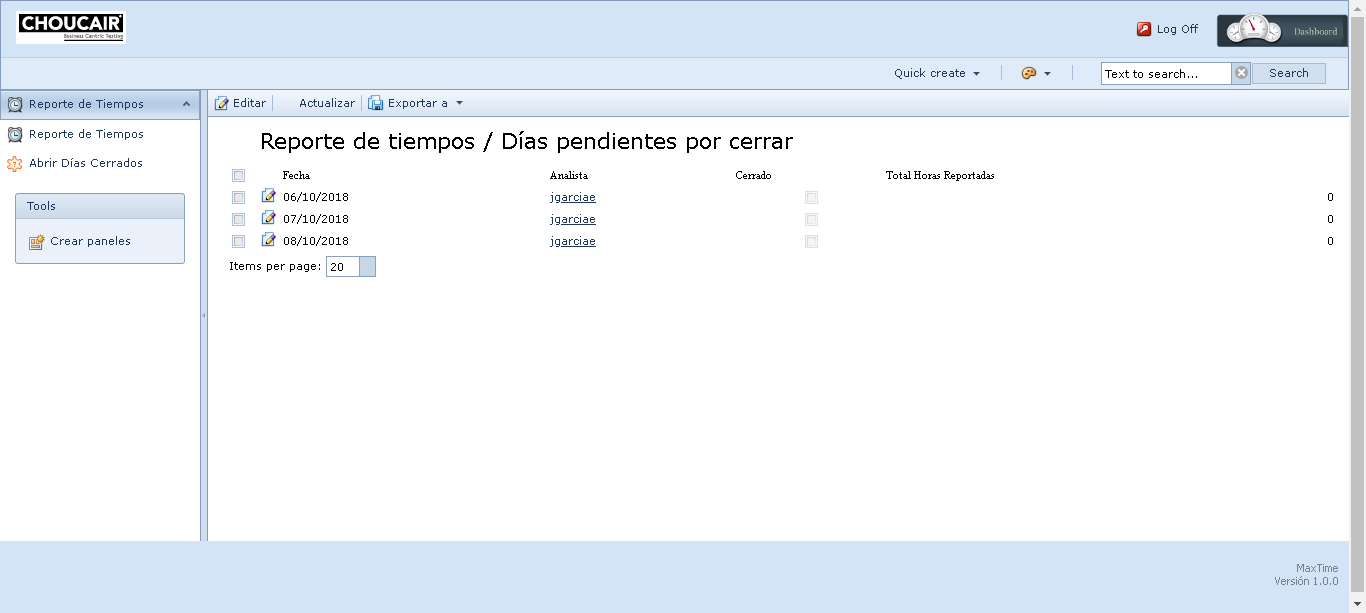 CHOUCAIR
Business Centric Testing
Log Off
Dashboard
Quick create
Text to search...
Search
Reporte de Tiempos
Editar
Actualizar
Exportar a
Reporte de Tiempos
Abrir Días Cerrados
Tools
Crear paneles
Reporte de tiempos / Días pendientes por cerrar
Fecha Analista Cerrado Total Horas Reportadas
06/10/2018 jgarciae 0
07/10/2018 jgarciae 0
08/10/2018 jgarciae 0
Items per page: 20
MaxTime
Versión 1.0.0